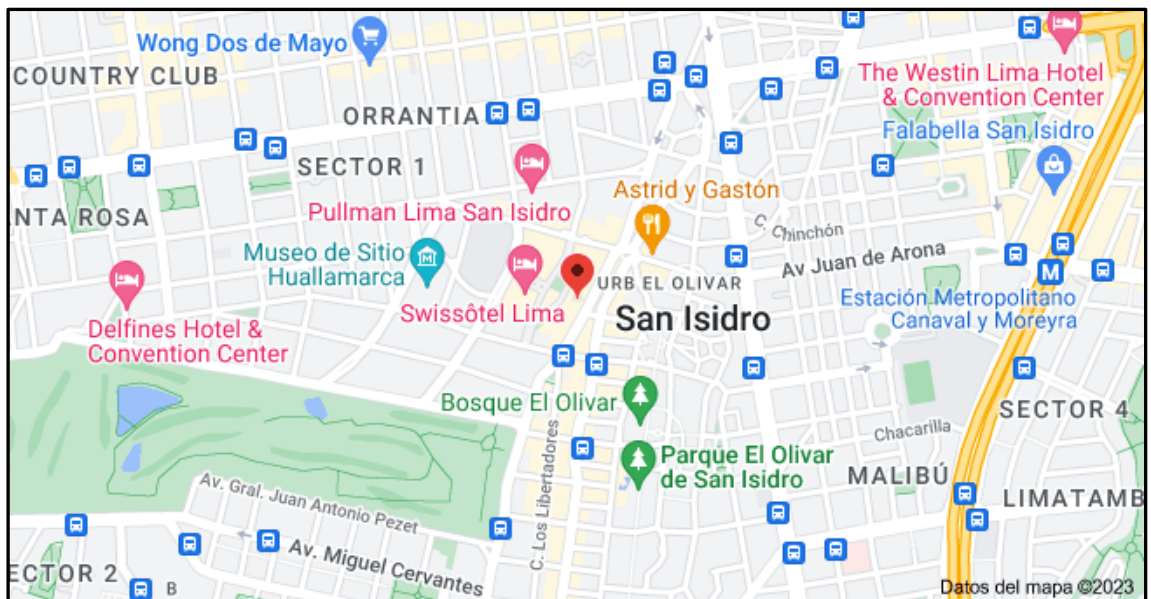 Wong Dos de Mayo
COUNTRY CLUB
The Westin Lima Hotel
& Convention Center
ORRANTIA
Falabella San Isidro
SECTOR 1
Astrid y Gastón
NTA ROSA
Pullman Lima San Isidro
C. Chinchón
Museo de Sitio
Huallamarca
Av Juan de Arona
URB EL OLIVAR
M
Swissôtel Lima
San Isidro
Estación Metropolitano
Canaval y Moreyra
Delfines Hotel &
Convention Center
Bosque El Olivar
SECTOR 4
C. Los Libertadores
Chacarilla
Parque El Olivar
de San Isidro
MALIBÚ
LIMATAMB
Av. Gral. Juan Antonio Pezet
Av. Miguel Cervantes
ECTOR 2
B
Datos del mapa ©2023